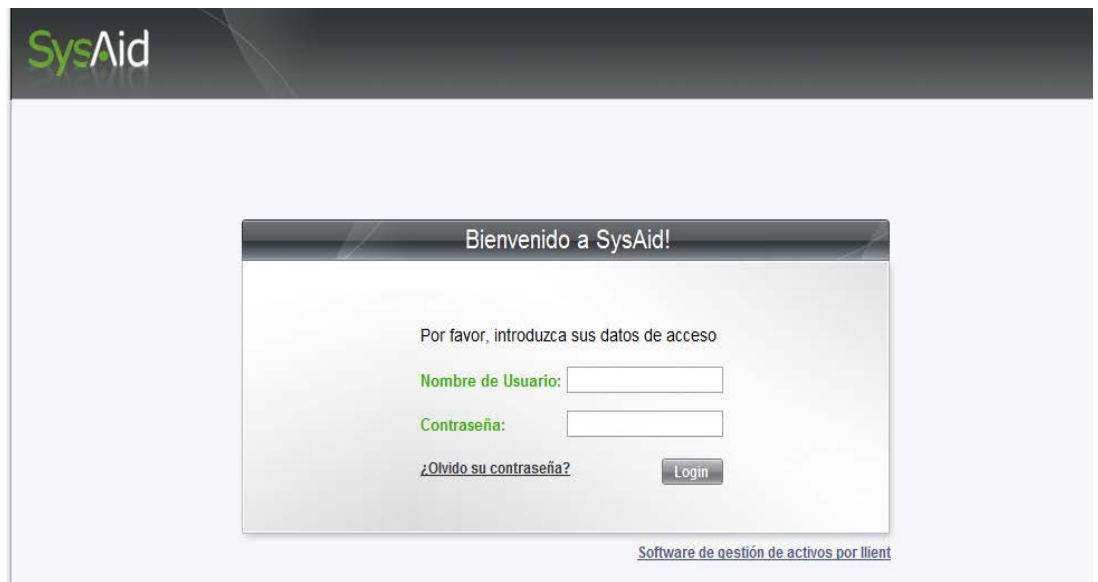 SysAid
Bienvenido a SysAid!
Por favor, introduzca sus datos de acceso
Nombre de Usuario:
Contraseña:
¿Olvido su contraseña? Login
Software de gestión de activos por Ilient